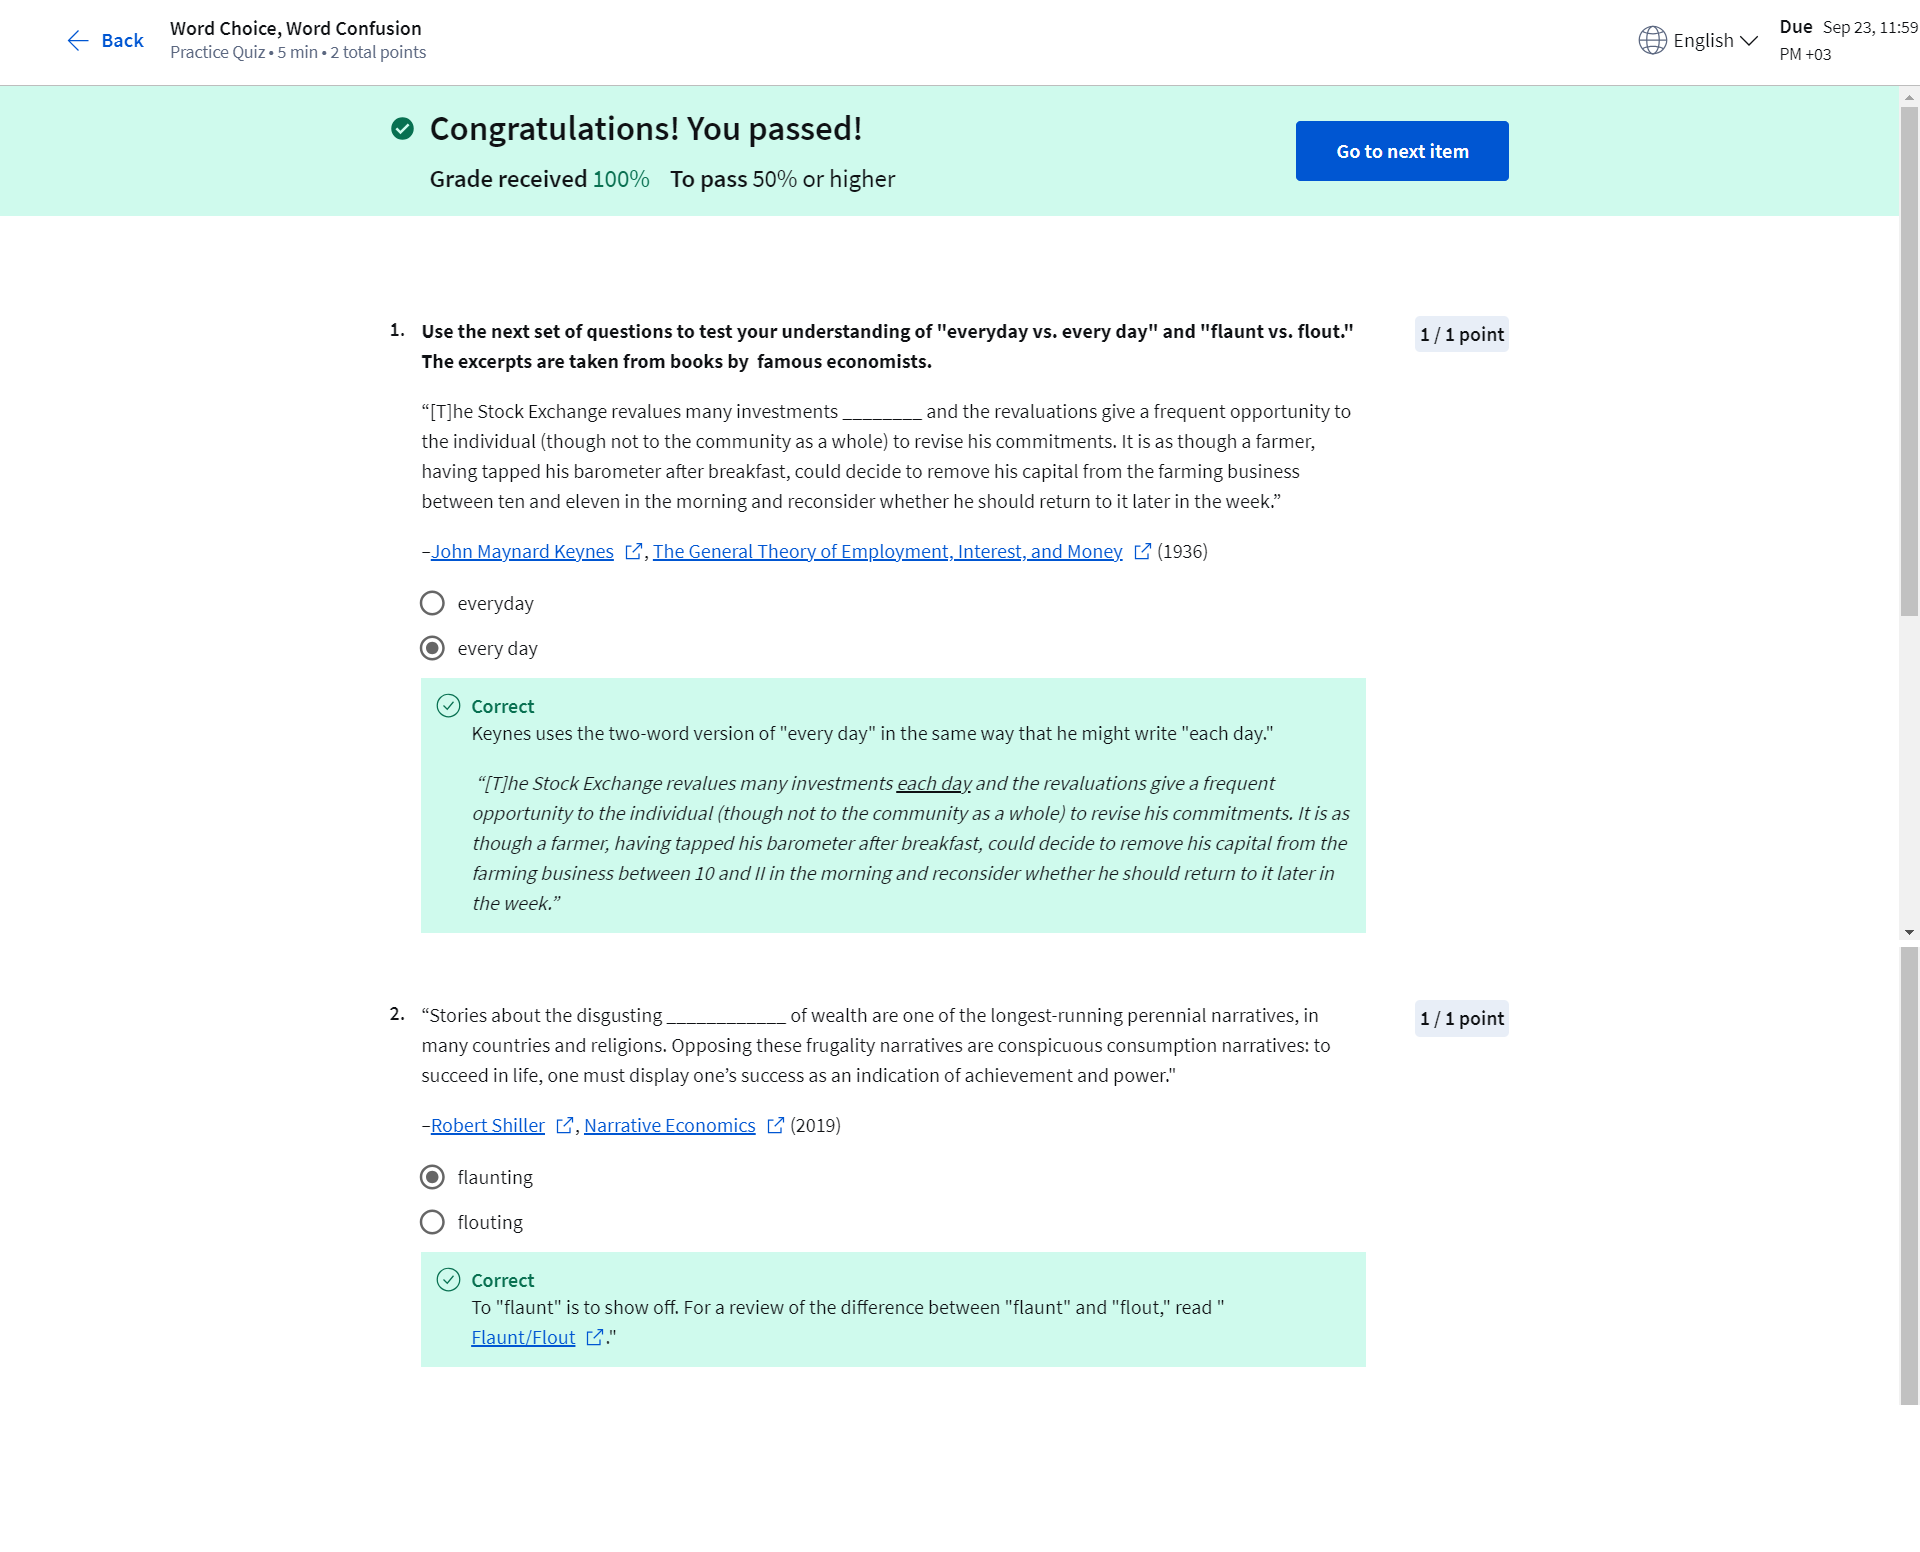 Back
Word Choice, Word Confusion
Practice Quiz • 5 min • 2 total points
English
Due Sep 23, 11:59
PM +03
Congratulations! You passed!
Grade received 100% To pass 50% or higher
Go to next item
1. Use the next set of questions to test your understanding of "everyday vs. every day" and "flaunt vs. flout."
The excerpts are taken from books by famous economists.
1 / 1 point
“[T]he Stock Exchange revalues many investments ________ and the revaluations give a frequent opportunity to
the individual (though not to the community as a whole) to revise his commitments. It is as though a farmer,
having tapped his barometer after breakfast, could decide to remove his capital from the farming business
between ten and eleven in the morning and reconsider whether he should return to it later in the week.”
–John Maynard Keynes, The General Theory of Employment, Interest, and Money (1936)
everyday
every day
Correct
Keynes uses the two-word version of "every day" in the same way that he might write "each day."
“[T]he Stock Exchange revalues many investments each day and the revaluations give a frequent
opportunity to the individual (though not to the community as a whole) to revise his commitments. It is as
though a farmer, having tapped his barometer after breakfast, could decide to remove his capital from the
farming business between 10 and II in the morning and reconsider whether he should return to it later in
the week.”
2. “Stories about the disgusting ____________ of wealth are one of the longest-running perennial narratives, in
many countries and religions. Opposing these frugality narratives are conspicuous consumption narratives: to
succeed in life, one must display one’s success as an indication of achievement and power."
1 / 1 point
–Robert Shiller, Narrative Economics (2019)
flaunting
flouting
Correct
To "flaunt" is to show off. For a review of the difference between "flaunt" and "flout," read "
Flaunt/Flout."